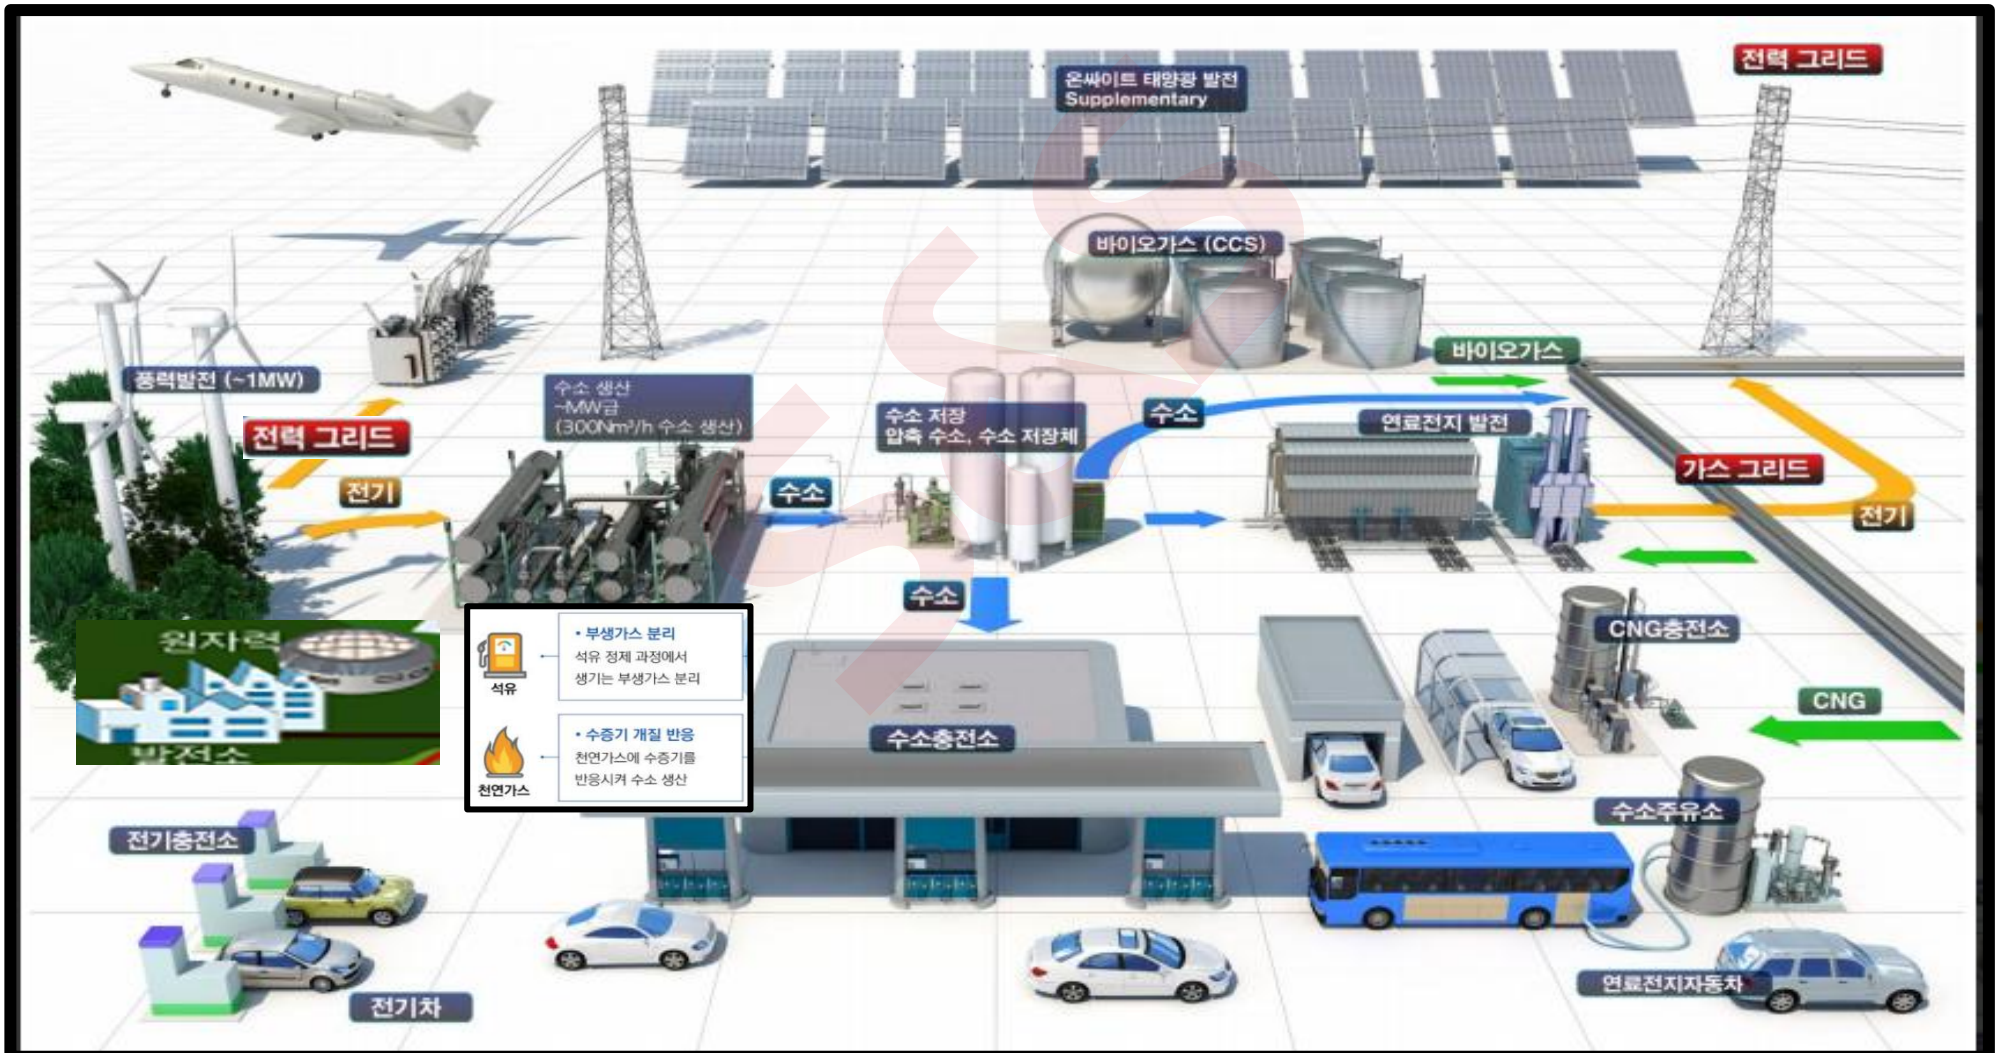 온싸이트 태양광 발전
Supplementary
전력 그리드
바이오가스 (CCS)
바이오가스
풍력발전 (~1MW)
수소 생산
~MW급
(300Nm³/h 수소 생산)
수소 저장
압축 수소, 수소 저장체
수소
연료전지 발전
전력 그리드
전기
수소
가스 그리드
전기
수소
원자력
발전소
석유
• 부생가스 분리
석유 정제 과정에서
생기는 부생가스 분리
천연가스
• 수증기 개질 반응
천연가스에 수증기를
반응시켜 수소 생산
수소충전소
CNG충전소
CNG
수소주유소
전기충전소
전기차
연료전지자동차